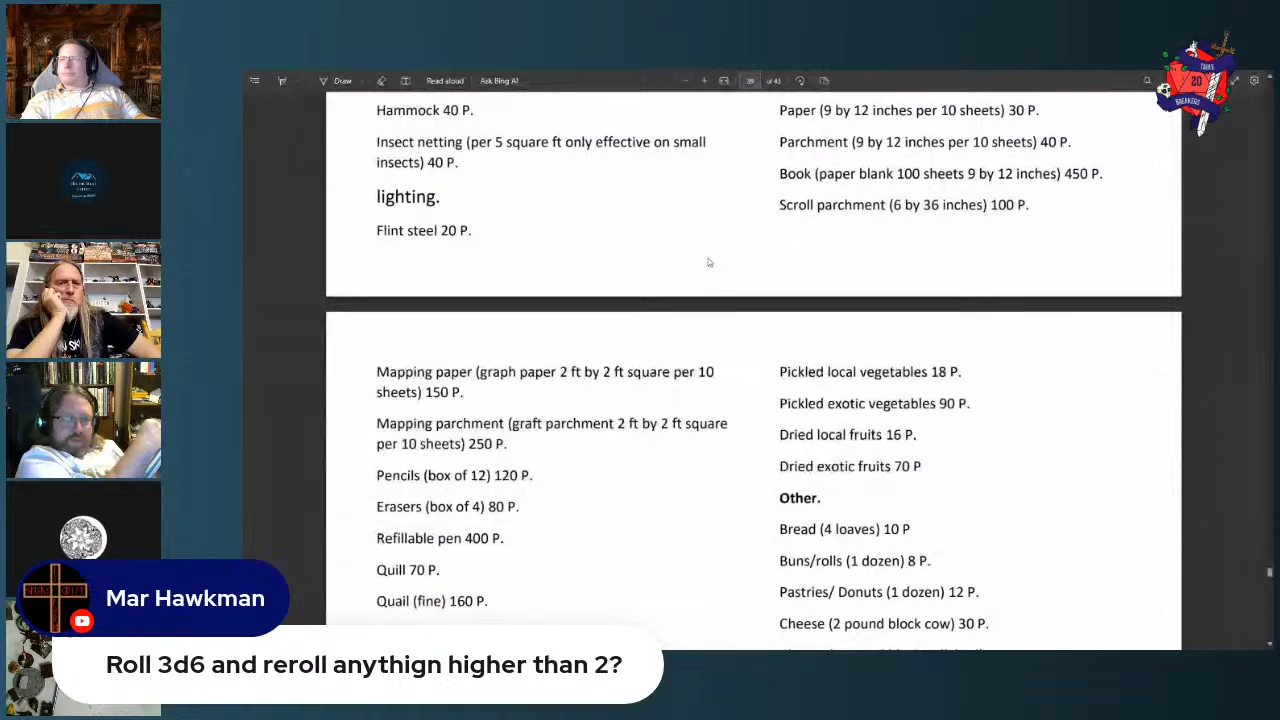 Draw
Read aloud
Ask Bing AI
39 of 43
TABLE
20
BREAKERS
Hammock 40 P.
Insect netting (per 5 square ft only effective on small
insects) 40 P.
lighting.
Flint steel 20 P.
Paper (9 by 12 inches per 10 sheets) 30 P.
Parchment (9 by 12 inches per 10 sheets) 40 P.
Book (paper blank 100 sheets 9 by 12 inches) 450 P.
Scroll parchment (6 by 36 inches) 100 P.
Mapping paper (graph paper 2 ft by 2 ft square per 10
sheets) 150 P.
Mapping parchment (graft parchment 2 ft by 2 ft square
per 10 sheets) 250 P.
Pencils (box of 12) 120 P.
Erasers (box of 4) 80 P.
Refillable pen 400 P.
Quill 70 P.
Quail (fine) 160 P.
Pickled local vegetables 18 P.
Pickled exotic vegetables 90 P.
Dried local fruits 16 P.
Dried exotic fruits 70 P
Other.
Bread (4 loaves) 10 P
Buns/rolls (1 dozen) 8 P.
Pastries/ Donuts (1 dozen) 12 P.
Cheese (2 pound block cow) 30 P.
Mar Hawkman
Roll 3d6 and reroll anythign higher than 2?